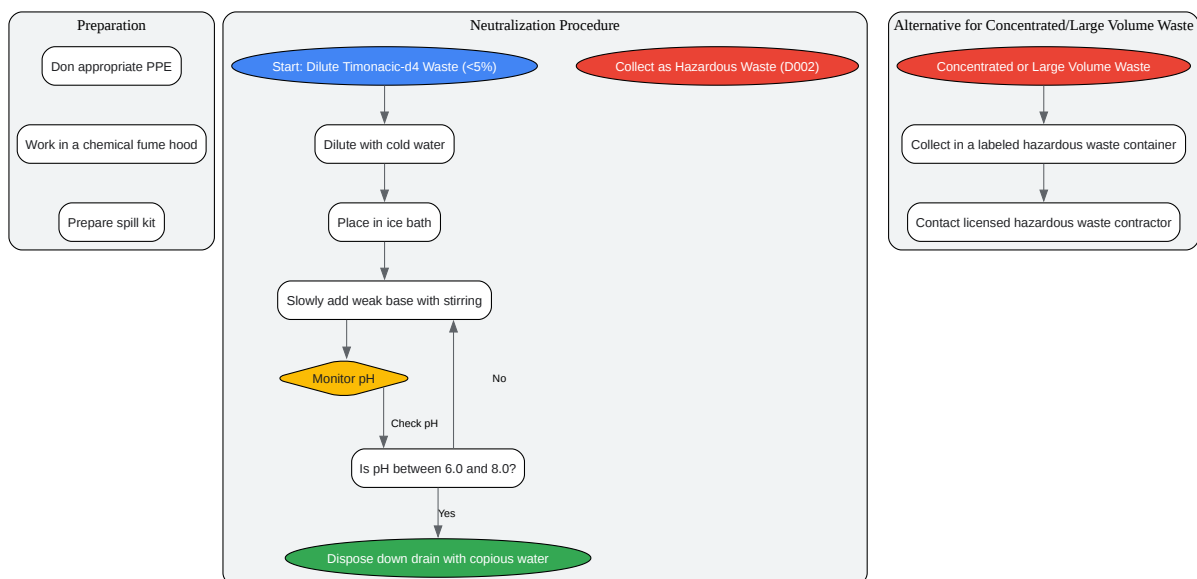 Preparation
Don appropriate PPE
Work in a chemical fume hood
Prepare spill kit
Neutralization Procedure
Start: Dilute Timonacic-d4 Waste (<5%)
Collect as Hazardous Waste (D002)
Dilute with cold water
Place in ice bath
Slowly add weak base with stirring
Monitor pH
No
Check pH
Is pH between 6.0 and 8.0?
Yes
Dispose down drain with copious water
Alternative for Concentrated/Large Volume Waste
Concentrated or Large Volume Waste
Collect in a labeled hazardous waste container
Contact licensed hazardous waste contractor